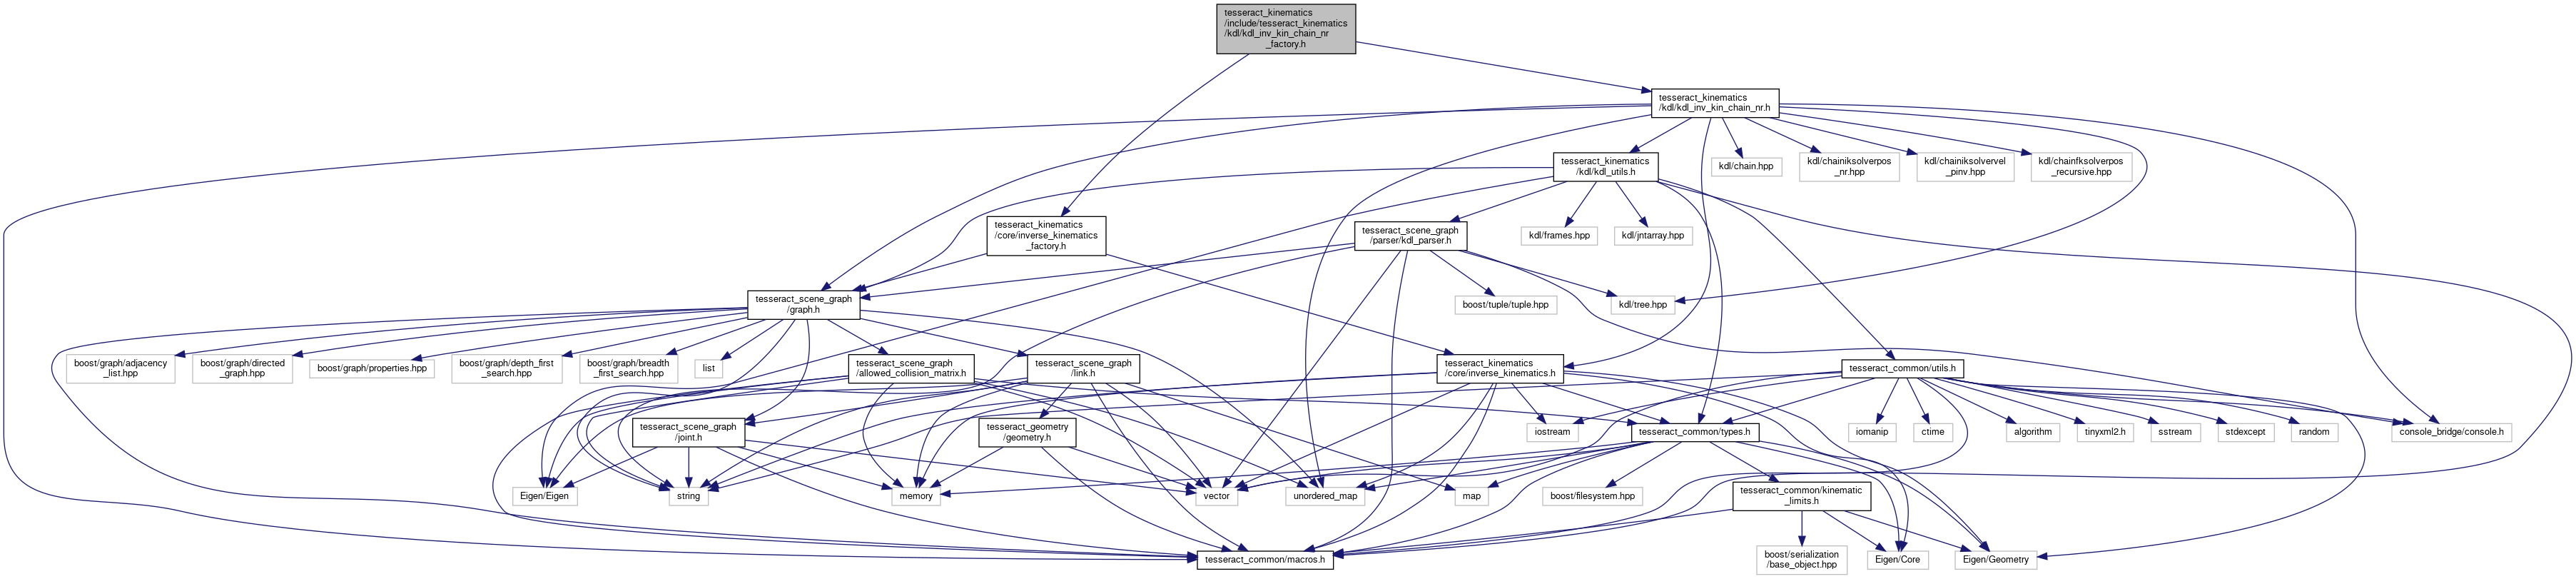 tesseract_kinematics
/include/tesseract_kinematics
/kdl/kdl_inv_kin_chain_nr
_factory.h
tesseract_kinematics
/kdl/kdl_inv_kin_chain_nr.h
tesseract_kinematics
/kdl/kdl_utils.h
kdl/chain.hpp
kdl/chainiksolverpos
_nr.hpp
kdl/chainiksolvervel
_pinv.hpp
kdl/chainfksolverpos
_recursive.hpp
tesseract_kinematics
/core/inverse_kinematics
_factory.h
tesseract_scene_graph
/parser/kdl_parser.h
kdl/frames.hpp
kdl/jntarray.hpp
tesseract_scene_graph
/graph.h
boost/tuple/tuple.hpp
kdl/tree.hpp
boost/graph/adjacency
_list.hpp
boost/graph/directed
_graph.hpp
boost/graph/properties.hpp
boost/graph/depth_first
_search.hpp
boost/graph/breadth
_first_search.hpp
list
tesseract_scene_graph
/allowed_collision_matrix.h
tesseract_scene_graph
/link.h
tesseract_kinematics
/core/inverse_kinematics.h
tesseract_common/utils.h
tesseract_scene_graph
/joint.h
tesseract_geometry
/geometry.h
iostream
tesseract_common/types.h
iomanip
ctime
algorithm
tinyxml2.h
sstream
stdexcept
random
console_bridge/console.h
Eigen/Eigen
string
memory
vector
unordered_map
map
boost/filesystem.hpp
tesseract_common/kinematic
_limits.h
tesseract_common/macros.h
boost/serialization
/base_object.hpp
Eigen/Core
Eigen/Geometry